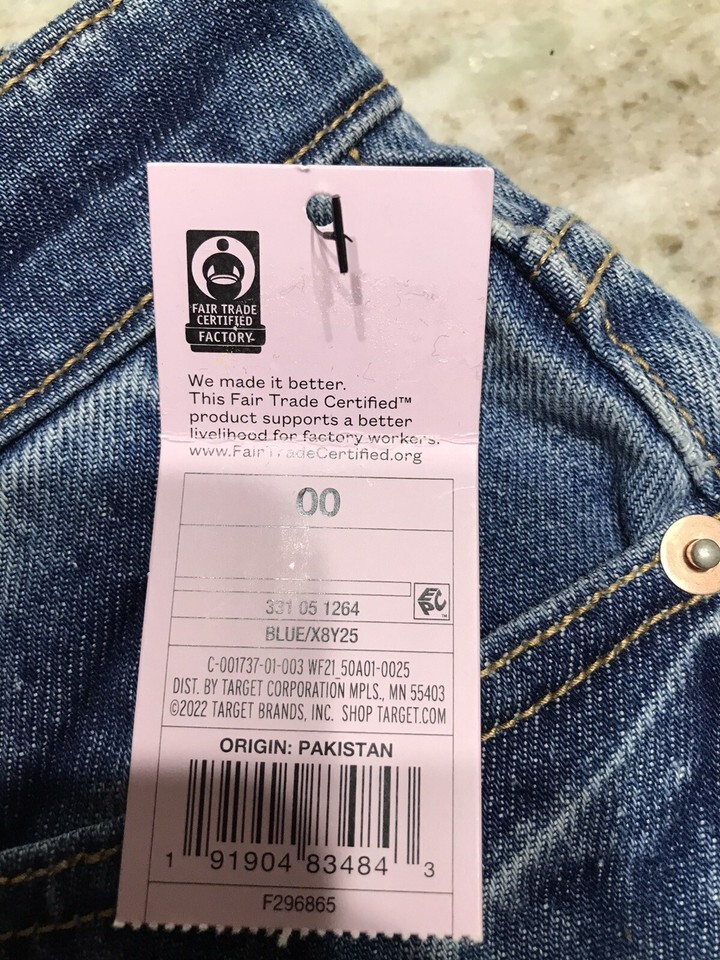 FAIR TRADE
CERTIFIED
FACTORY™
We made it better.
This Fair Trade Certified™
product supports a better
livelihood for factory workers.
www.FairTradeCertified.org
00
331 05 1264
EPC™
BLUE/X8Y25
C-001737-01-003 WF21_50A01-0025
DIST. BY TARGET CORPORATION MPLS., MN 55403
©2022 TARGET BRANDS, INC. SHOP TARGET.COM
ORIGIN: PAKISTAN
1 91904 83484 3
F296865